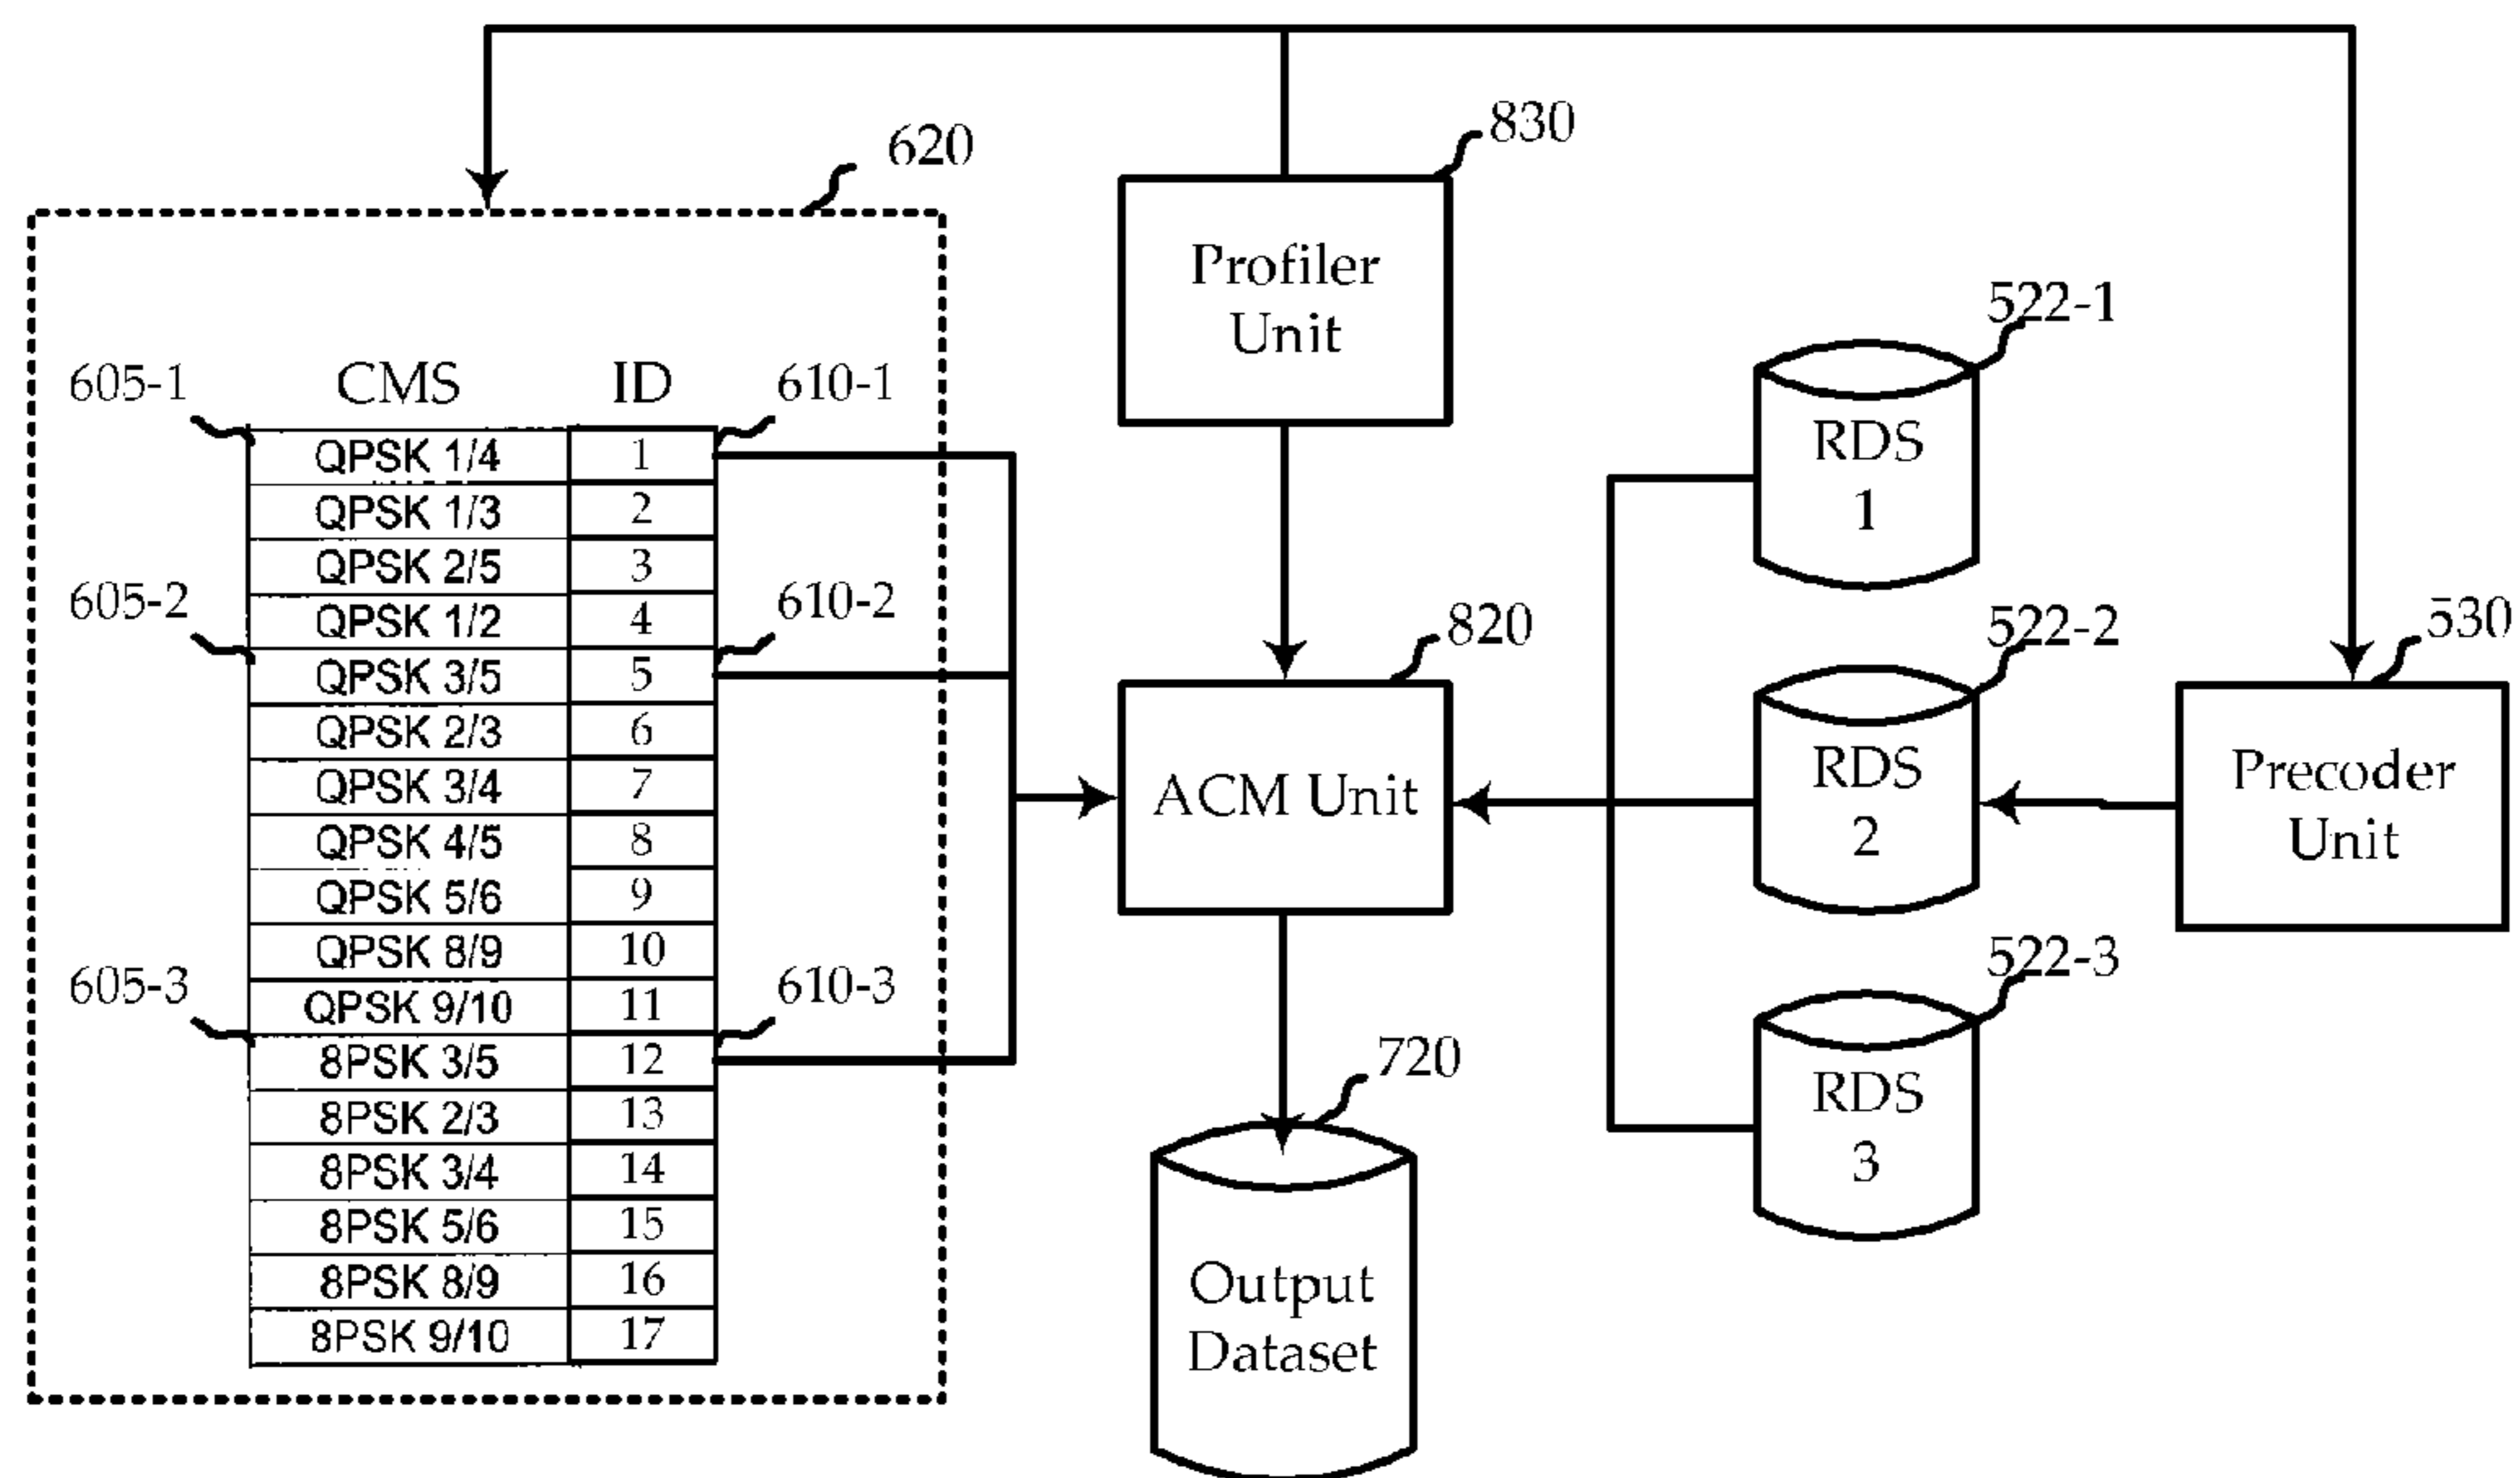 620
830
Profiler
Unit
522-1
605-1 CMS ID 610-1
QPSK 1/4 1
QPSK 1/3 2
QPSK 2/5 3
605-2 610-2
QPSK 1/2 4
QPSK 3/5 5
QPSK 2/3 6
QPSK 3/4 7
QPSK 4/5 8
QPSK 5/6 9
QPSK 8/9 10
605-3 610-3
QPSK 9/10 11
8PSK 3/5 12
8PSK 2/3 13
8PSK 3/4 14
8PSK 5/6 15
8PSK 8/9 16
8PSK 9/10 17
RDS
1
820
522-2
530
ACM Unit
RDS
2
Precoder
Unit
522-3
720
RDS
3
Output
Dataset